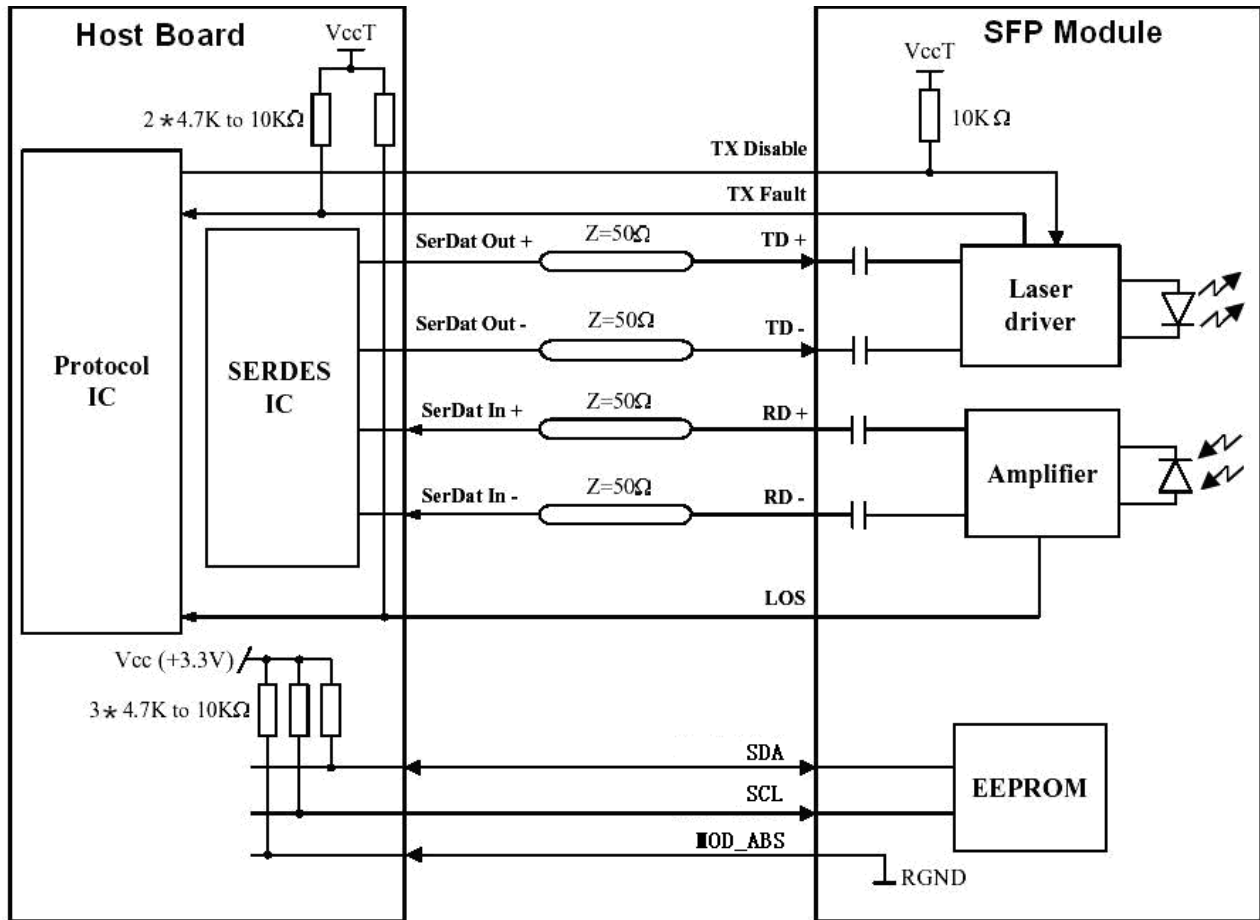 Host Board
SFP Module
VccT
VccT
2*4.7K to 10KΩ
10KΩ
TX Disable
TX Fault
SerDat Out +
Z=50Ω
TD +
Laser
driver
SerDat Out -
Z=50Ω
TD -
Protocol
IC
SERDES
IC
SerDat In +
Z=50Ω
RD +
Amplifier
SerDat In -
Z=50Ω
RD -
LOS
Vcc (+3.3V)
3* 4.7K to 10KΩ
SDA
SCL
EEPROM
MOD_ABS
RGND